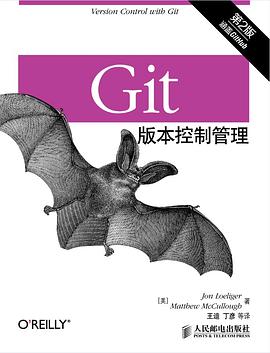 Version Control with Git
第2版
涵盖GitHub
Git
版本控制管理
O'REILLY®
[美] Jon Loeliger
Matthew McCullough 著
王迪 丁彦 等译
人民邮电出版社
POSTS & TELECOM PRESS